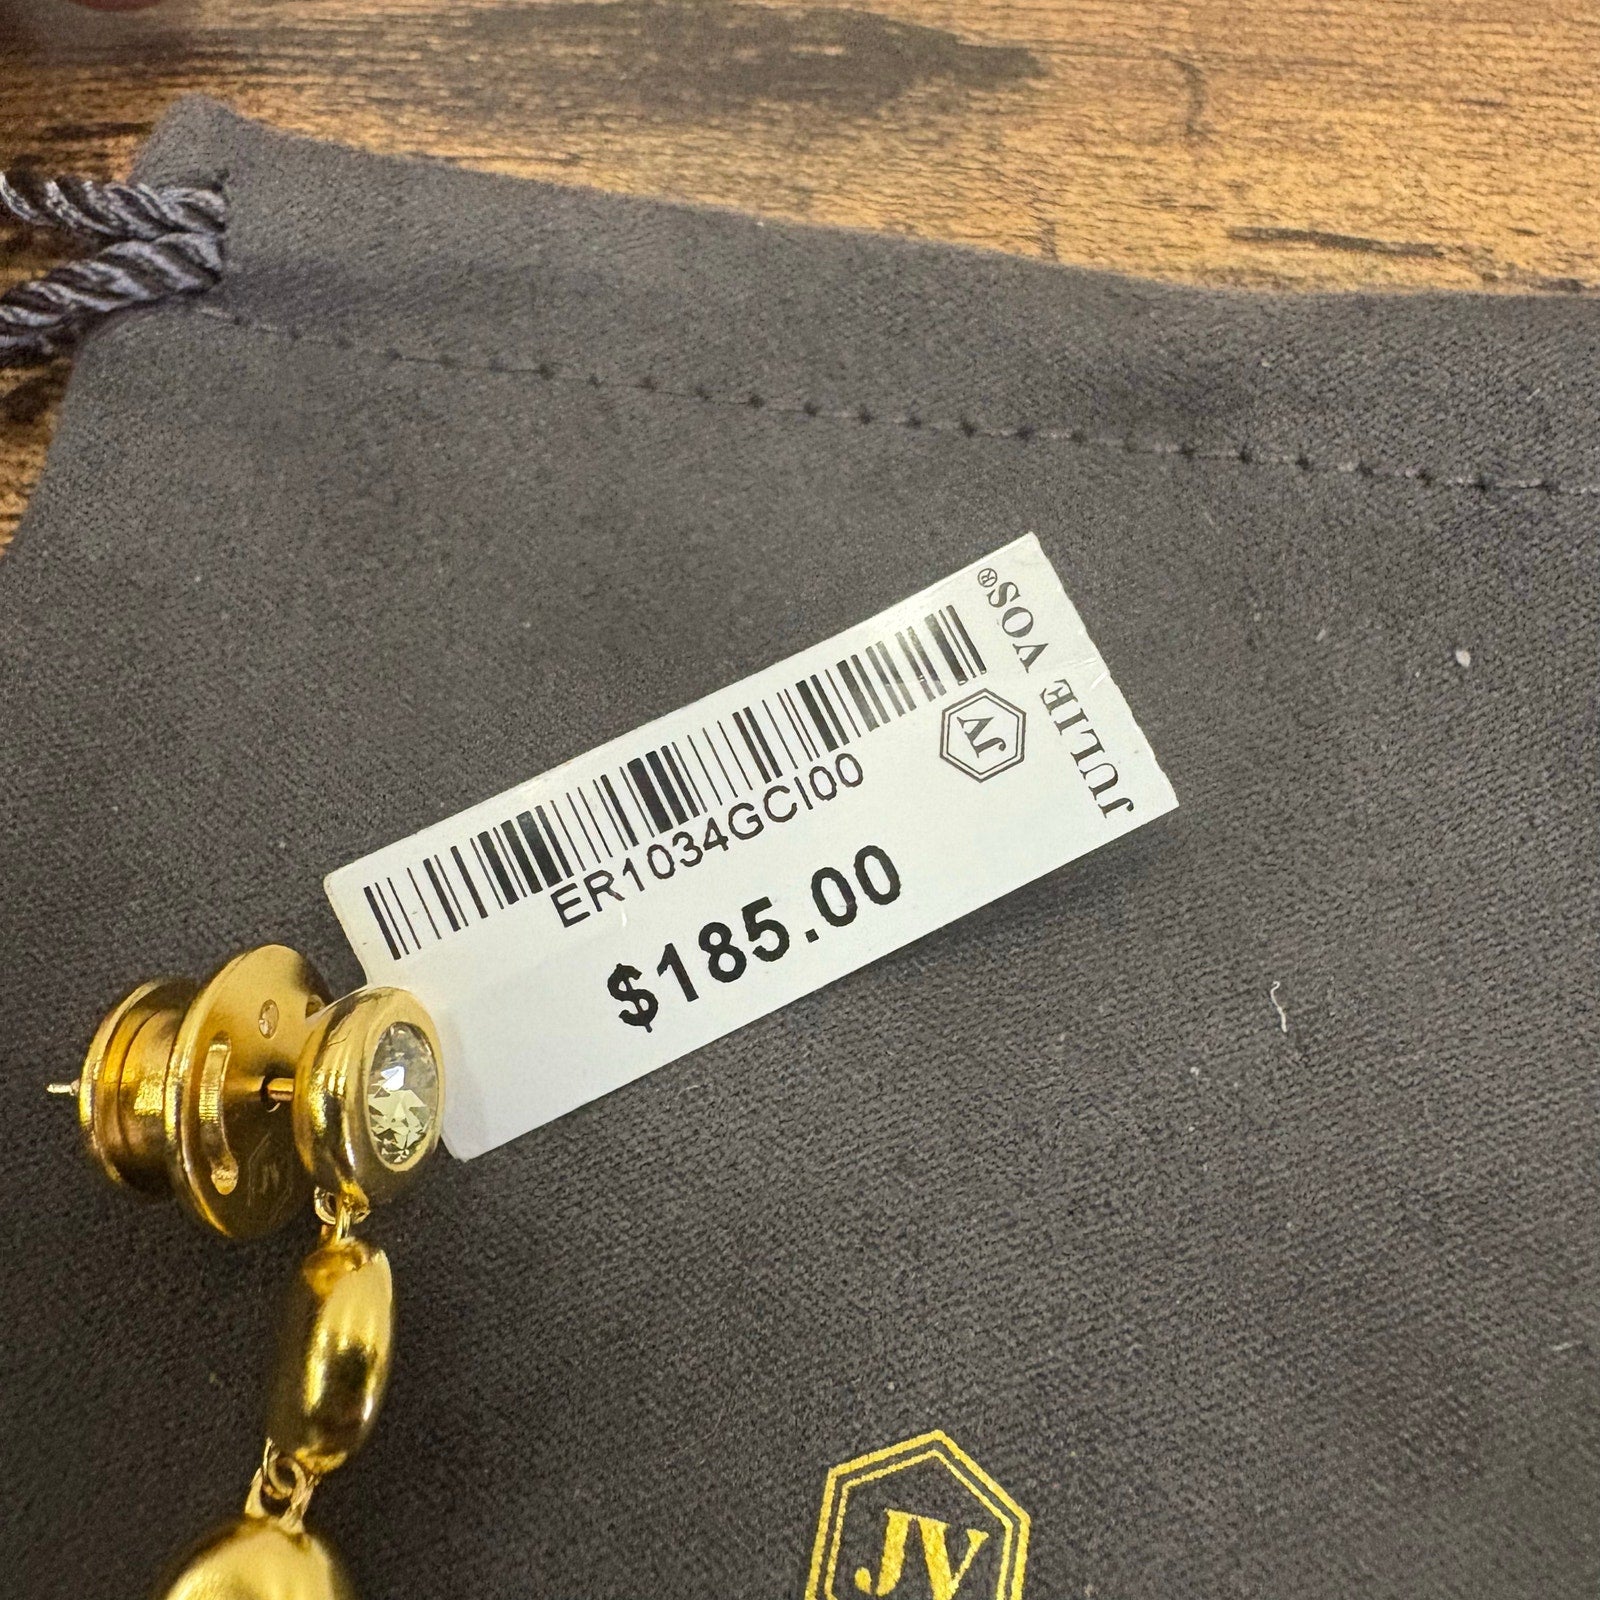 JULIE VOS®
JV
ER1034GCI00
$185.00
JV